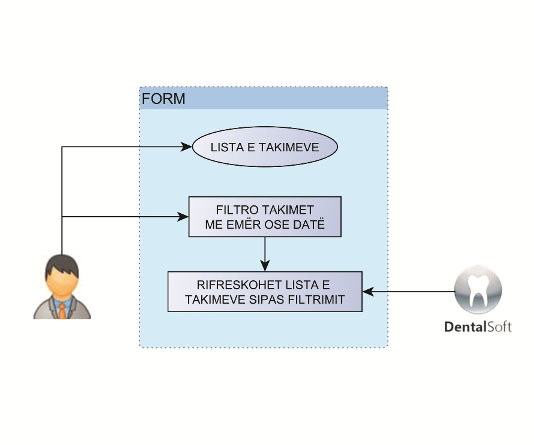 FORM
LISTA E TAKIMEVE
FILTRO TAKIMET
ME EMËR OSE DATË
RIFRESKOHET LISTA E
TAKIMEVE SIPAS FILTRIMIT
DentalSoft